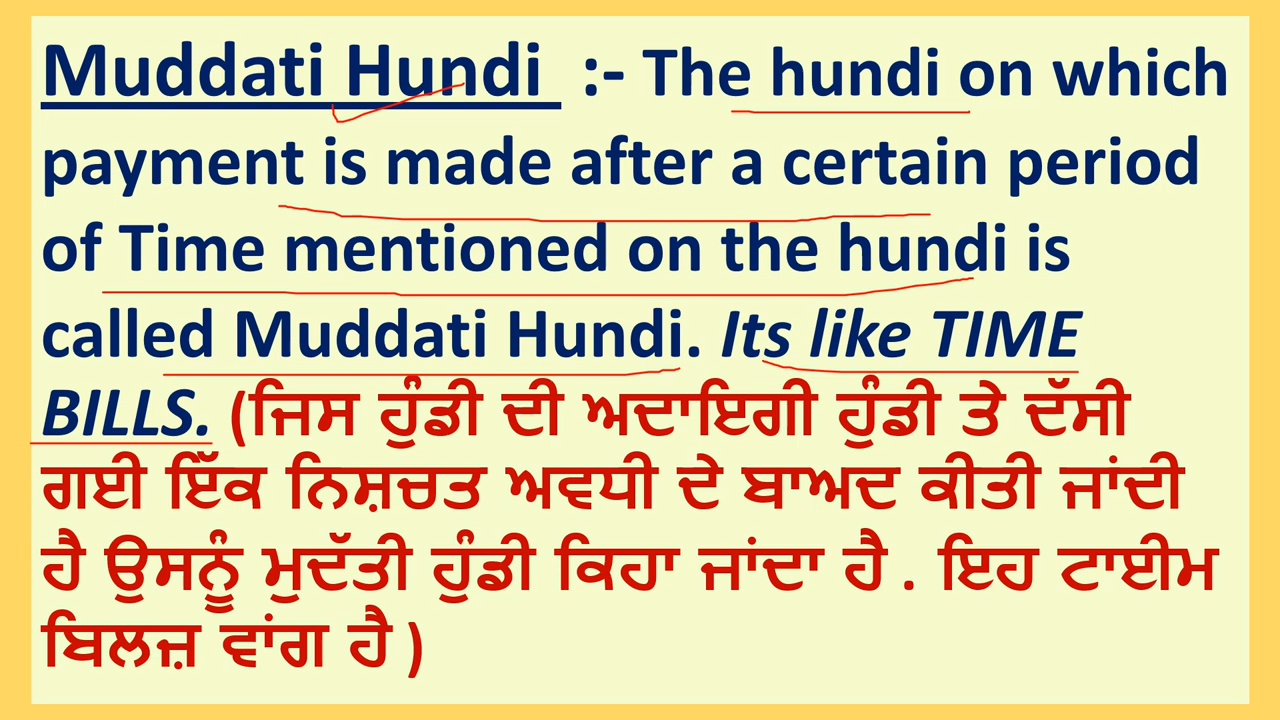 Muddati Hundi :- The hundi on which
payment is made after a certain period
of Time mentioned on the hundi is
called Muddati Hundi. Its like TIME
BILLS. (ਜਿਸ ਹੁੰਡੀ ਦੀ ਅਦਾਇਗੀ ਹੁੰਡੀ ਤੇ ਦੱਸੀ
ਗਈ ਇੱਕ ਨਿਸ਼ਚਤ ਅਵਧੀ ਦੇ ਬਾਅਦ ਕੀਤੀ ਜਾਂਦੀ
ਹੈ ਉਸਨੂੰ ਮੁਦੱਤੀ ਹੁੰਡੀ ਕਿਹਾ ਜਾਂਦਾ ਹੈ . ਇਹ ਟਾਈਮ
ਬਿਲਜ਼ ਵਾਂਗ ਹੈ )